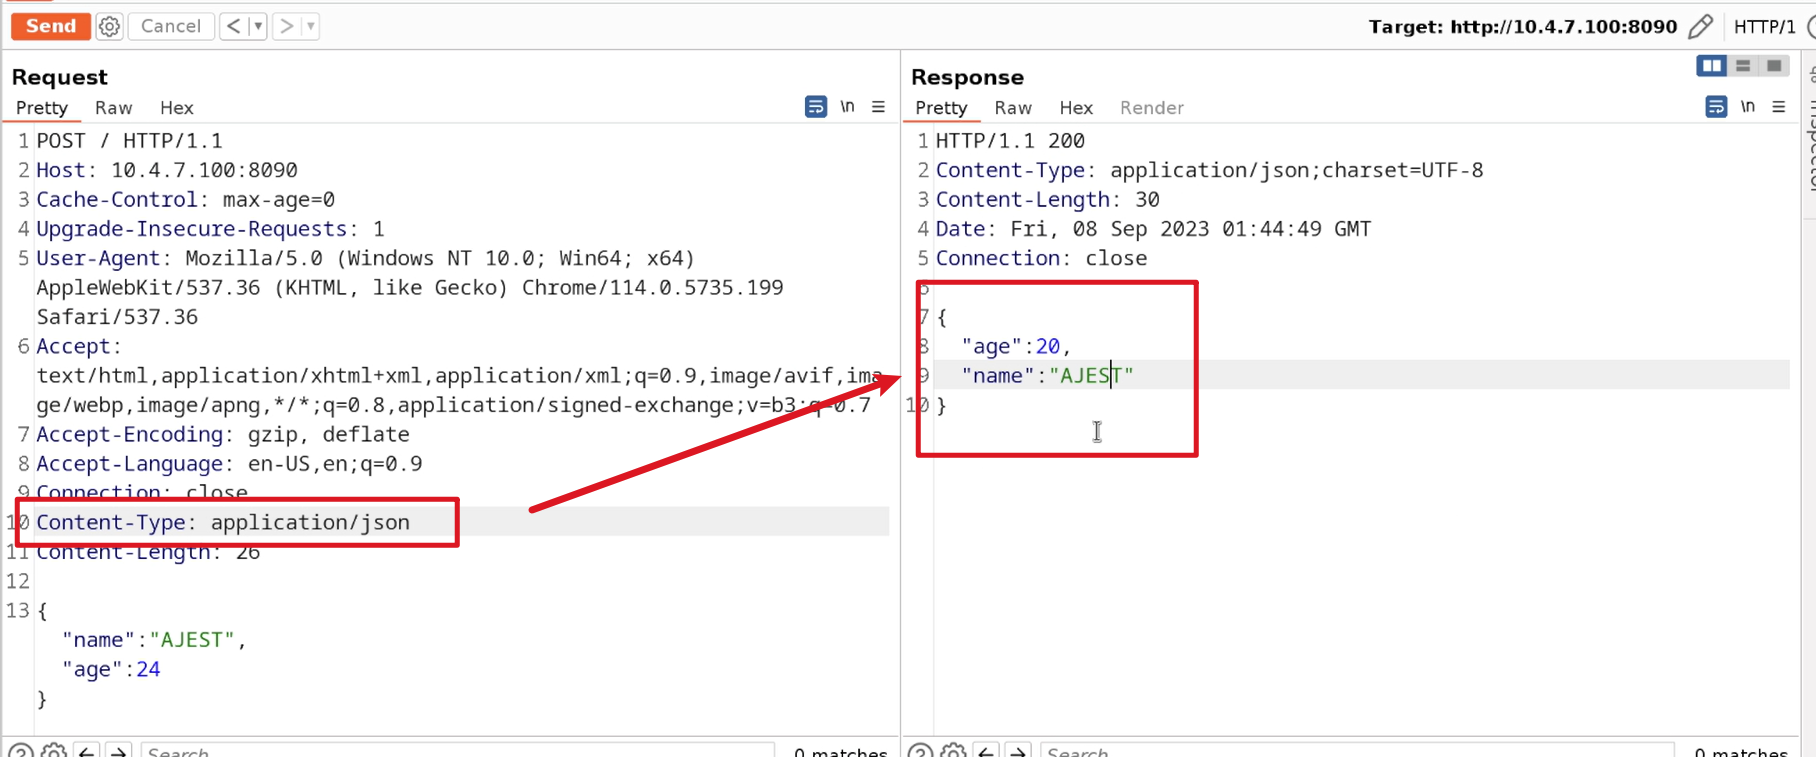 Send Cancel < ▾ > ▾ Target: http://10.4.7.100:8090 HTTP/1
Request
Pretty Raw Hex \n
1 POST / HTTP/1.1
2 Host: 10.4.7.100:8090
3 Cache-Control: max-age=0
4 Upgrade-Insecure-Requests: 1
5 User-Agent: Mozilla/5.0 (Windows NT 10.0; Win64; x64)
AppleWebKit/537.36 (KHTML, like Gecko) Chrome/114.0.5735.199
Safari/537.36
6 Accept:
text/html,application/xhtml+xml,application/xml;q=0.9,image/avif,ima
ge/webp,image/apng,*/*;q=0.8,application/signed-exchange;v=b3;q=0.7
7 Accept-Encoding: gzip, deflate
8 Accept-Language: en-US,en;q=0.9
9 Connection: close
10 Content-Type: application/json
11 Content-Length: 26
12
13 {
"name":"AJEST",
"age":24
}
Search 0 matches
Response
Pretty Raw Hex Render \n
1 HTTP/1.1 200
2 Content-Type: application/json;charset=UTF-8
3 Content-Length: 30
4 Date: Fri, 08 Sep 2023 01:44:49 GMT
5 Connection: close
6
7 {
8 "age":20,
9 "name":"AJEST"
10 }
Search 0 matches
Inspector